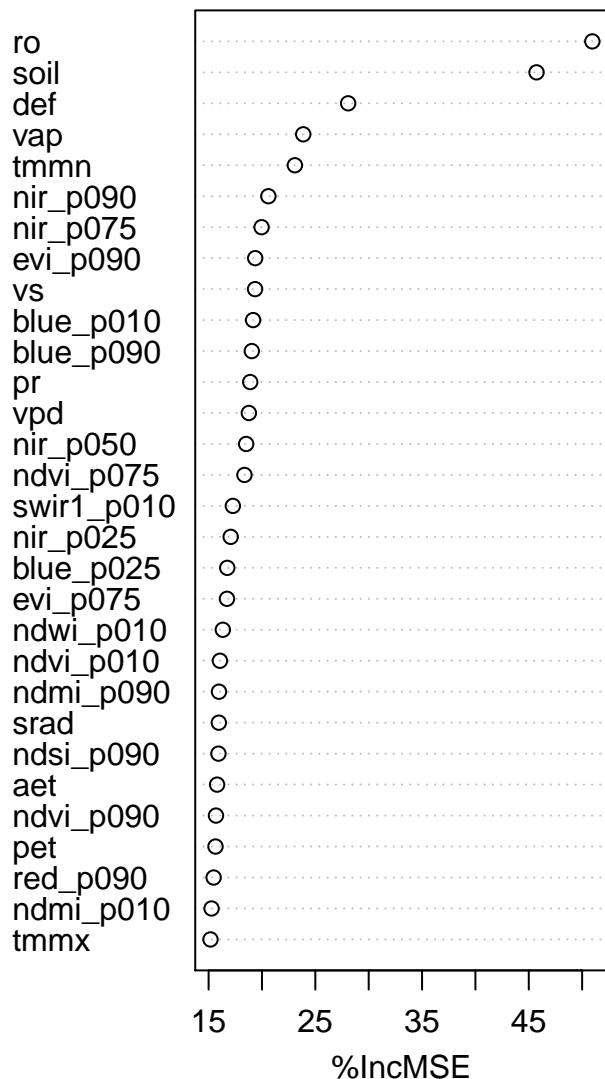 ro
soil
def
vap
tmmn
nir_p090
nir_p075
evi_p090
vs
blue_p010
blue_p090
pr
vpd
nir_p050
ndvi_p075
swir1_p010
nir_p025
blue_p025
evi_p075
ndwi_p010
ndvi_p010
ndmi_p090
srad
ndsi_p090
aet
ndvi_p090
pet
red_p090
ndmi_p010
tmmx
15 25 35 45
%IncMSE